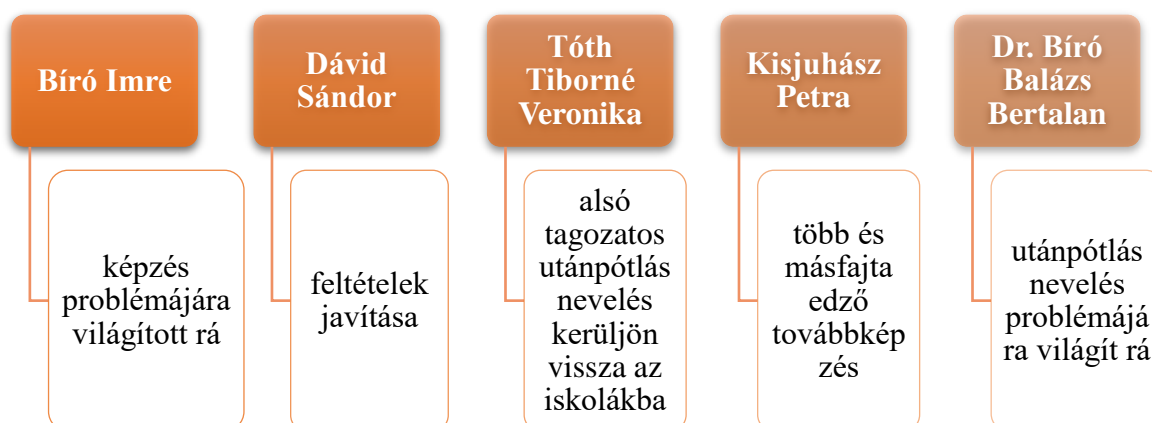 Bíró Imre
képzés
problémájára
világított rá
Dávid
Sándor
feltételek
javítása
Tóth
Tiborné
Veronika
alsó
tagozatos
utánpótlás
nevelés
kerüljön
vissza az
iskolákba
Kisjuhász
Petra
több és
másfajta
edző
továbbkép
zés
Dr. Bíró
Balázs
Bertalan
utánpótlás
nevelés
problémájá
ra világít rá